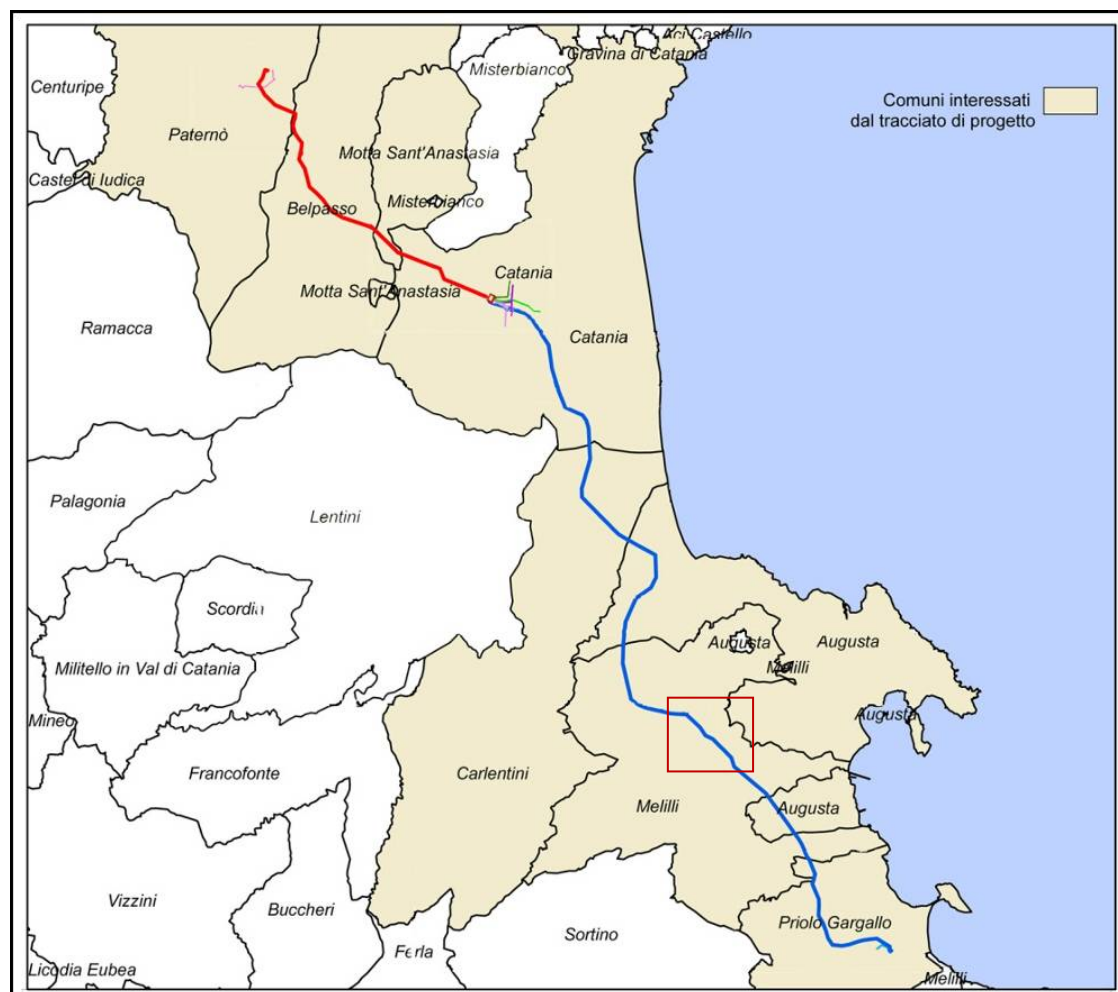 Aci Castello
Gravina di Catania
Misterbianco
Centuripe
Comuni interessati
dal tracciato di progetto
Paternò
Motta Sant'Anastasia
Castel di Iudica
Misterbianco
Belpasso
Catania
Motta Sant'Anastasia
Ramacca
Catania
Palagonia
Lentini
Scordia
Augusta
Augusta
Militello in Val di Catania
Melilli
Mineo
Augusta
Francofonte
Carlentini
Melilli
Augusta
Vizzini
Buccheri
Priolo Gargallo
Sortino
Ferla
Licodia Eubea
Melilli